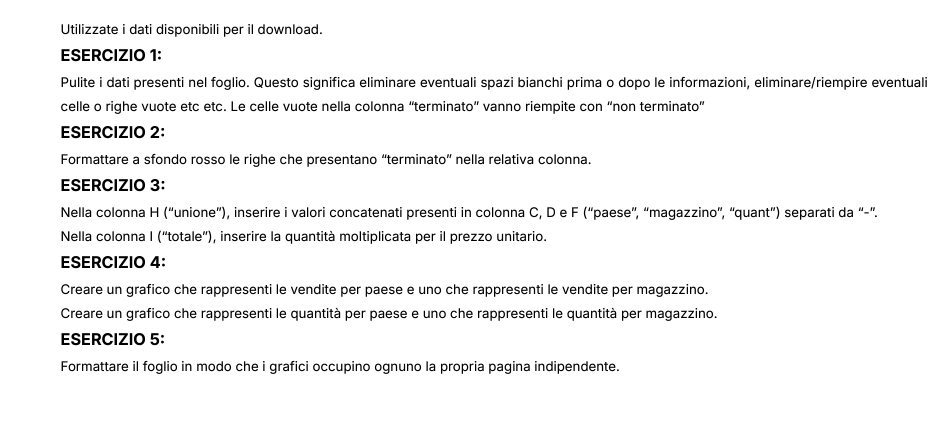 Utilizzate i dati disponibili per il download.
ESERCIZIO 1:
Pulite i dati presenti nel foglio. Questo significa eliminare eventuali spazi bianchi prima o dopo le informazioni, eliminare/riempire eventuali
celle o righe vuote etc etc. Le celle vuote nella colonna “terminato” vanno riempite con “non terminato”
ESERCIZIO 2:
Formattare a sfondo rosso le righe che presentano “terminato” nella relativa colonna.
ESERCIZIO 3:
Nella colonna H (“unione”), inserire i valori concatenati presenti in colonna C, D e F (“paese”, “magazzino”, “quant”) separati da “-”.
Nella colonna I (“totale”), inserire la quantità moltiplicata per il prezzo unitario.
ESERCIZIO 4:
Creare un grafico che rappresenti le vendite per paese e uno che rappresenti le vendite per magazzino.
Creare un grafico che rappresenti le quantità per paese e uno che rappresenti le quantità per magazzino.
ESERCIZIO 5:
Formattare il foglio in modo che i grafici occupino ognuno la propria pagina indipendente.